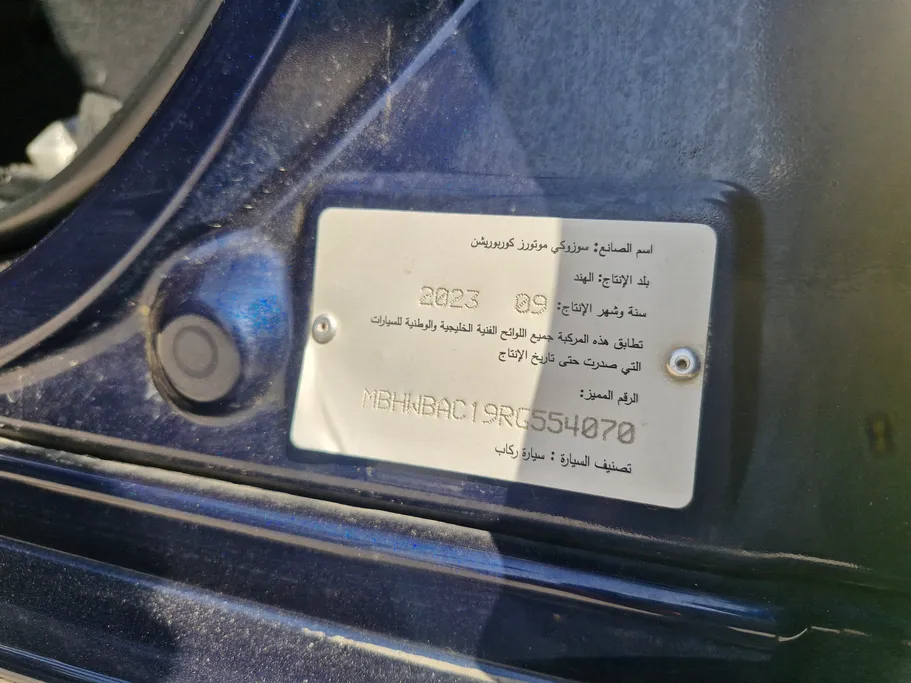 اسم الصانع: سوزوكي موتورز كوربوريشن
بلد الإنتاج: الهند
سنة وشهر الإنتاج: 09 2023
تطابق هذه المركبة جميع اللوائح الفنية الخليجية والوطنية للسيارات
التي صدرت حتى تاريخ الإنتاج
الرقم المميز:
MBHWBAC19RG554070
تصنيف السيارة : سيارة ركاب